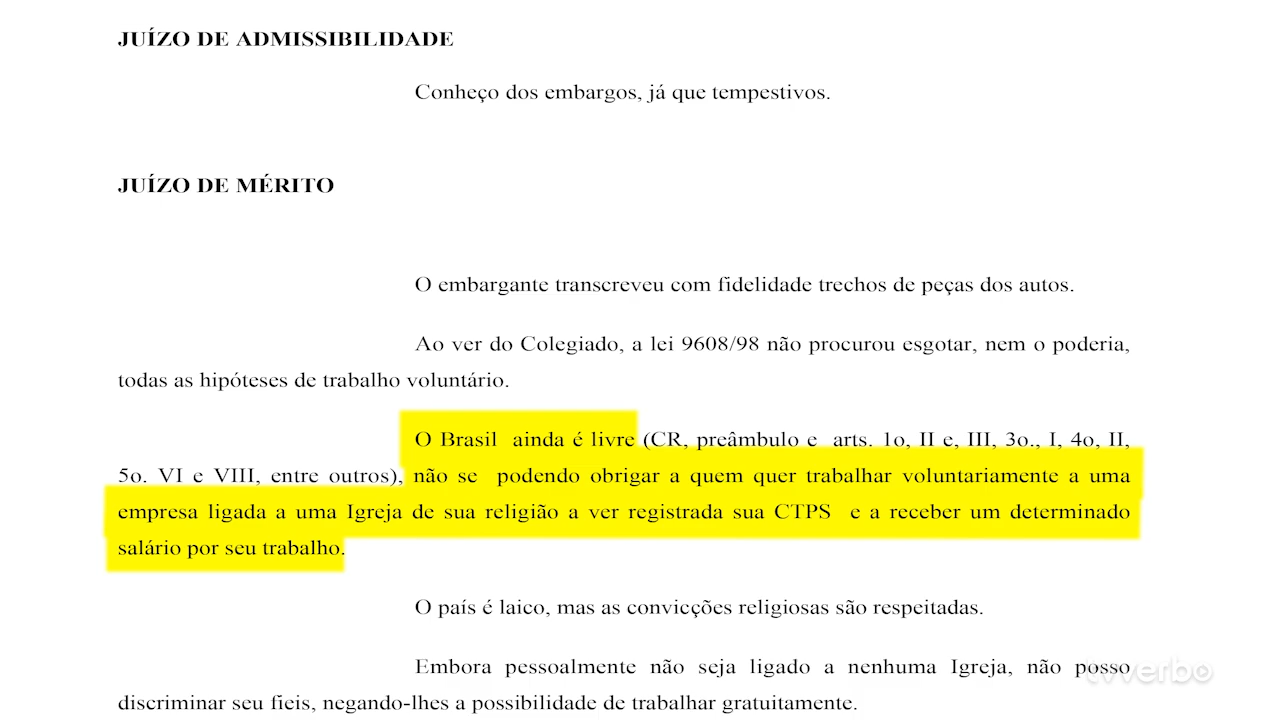 JUÍZO DE ADMISSIBILIDADE
Conheço dos embargos, já que tempestivos.
JUÍZO DE MÉRITO
O embargante transcreveu com fidelidade trechos de peças dos autos.
Ao ver do Colegiado, a lei 9608/98 não procurou esgotar, nem o poderia,
todas as hipóteses de trabalho voluntário.
O Brasil ainda é livre (CR, preâmbulo e arts. 1o, II e, III, 3o., I, 4o, II,
5o. VI e VIII, entre outros), não se podendo obrigar a quem quer trabalhar voluntariamente a uma
empresa ligada a uma Igreja de sua religião a ver registrada sua CTPS e a receber um determinado
salário por seu trabalho.
O país é laico, mas as convicções religiosas são respeitadas.
Embora pessoalmente não seja ligado a nenhuma Igreja, não posso
discriminar seu fieis, negando-lhes a possibilidade de trabalhar gratuitamente.
tvverbo